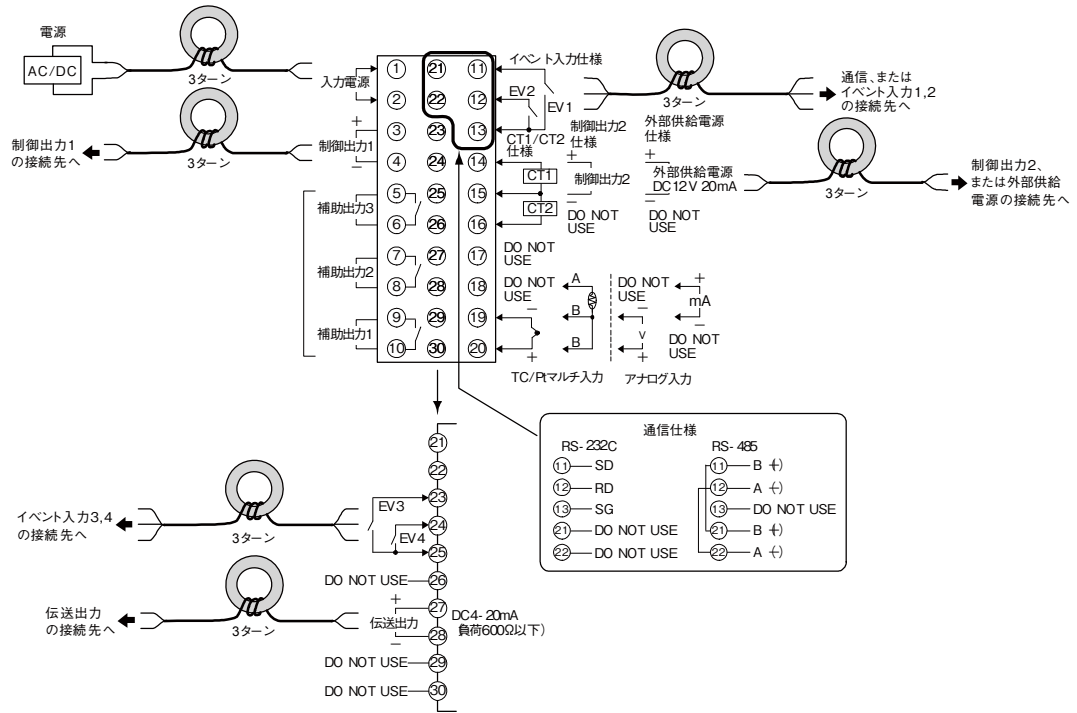 電源
AC/DC
3ターン
入力電源
制御出力1
の接続先へ
3ターン
+
制御出力1
−
補助出力3
補助出力2
補助出力1
① ㉑ ⑪
② ㉒ ⑫
③ ㉓ ⑬
④ ㉔ ⑭
⑤ ㉕ ⑮
⑥ ㉖ ⑯
⑦ ㉗ ⑰
⑧ ㉘ ⑱
⑨ ㉙ ⑲
⑩ ㉚ ⑳
イベント入力仕様
EV2
EV1
CT1/CT2
仕様
CT1
CT2
制御出力2
仕様
+
制御出力2
−
DO NOT
USE
外部供給電源
仕様
+
外部供給電源
DC12V 20mA
−
DO NOT
USE
3ターン
通信、または
イベント入力1,2
の接続先へ
3ターン
制御出力2、
または外部供給
電源の接続先へ
DO NOT
USE
DO NOT
USE
−
+
A
B
B
TC/Ptマルチ入力
DO NOT
USE
−
V
+
+
mA
−
DO NOT
USE
アナログ入力
通信仕様
RS-232C
⑪ SD
⑫ RD
⑬ SG
㉑ DO NOT USE
㉒ DO NOT USE
RS-485
⑪ B (+)
⑫ A (-)
⑬ DO NOT USE
㉑ B (+)
㉒ A (-)
㉑
㉒
㉓
㉔
㉕
EV3
EV4
イベント入力3,4
の接続先へ
3ターン
DO NOT USE ㉖
伝送出力
の接続先へ
3ターン
+
伝送出力
−
㉗
㉘
DC4-20mA
負荷600Ω以下)
DO NOT USE ㉙
DO NOT USE ㉚